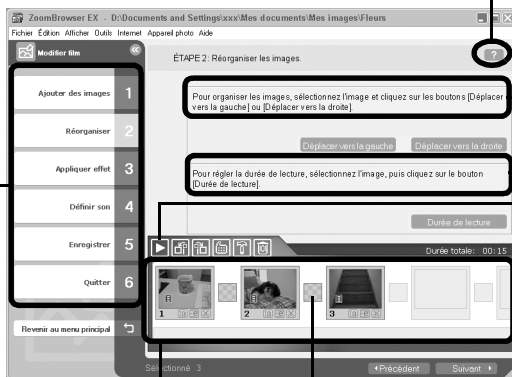 ZoomBrowser EX - D:\Documents and Settings\xxx\Mes documents\Mes images\Fleurs
Fichier Édition Afficher Outils Internet Appareil photo Aide
Modifier film
ÉTAPE 2: Réorganiser les images.
?
Ajouter des images 1
Réorganiser 2
Appliquer effet 3
Définir son 4
Enregistrer 5
Quitter 6
Revenir au menu principal
Pour organiser les images, sélectionnez l'image et cliquez sur les boutons [Déplacer
vers la gauche] ou [Déplacer vers la droite].
Déplacer vers la gauche
Déplacer vers la droite
Pour régler la durée de lecture, sélectionnez l'image, puis cliquez sur le bouton
[Durée de lecture].
Durée de lecture
Durée totale: 00:15
1
2
3
Sélectionné 3
Précédent
Suivant